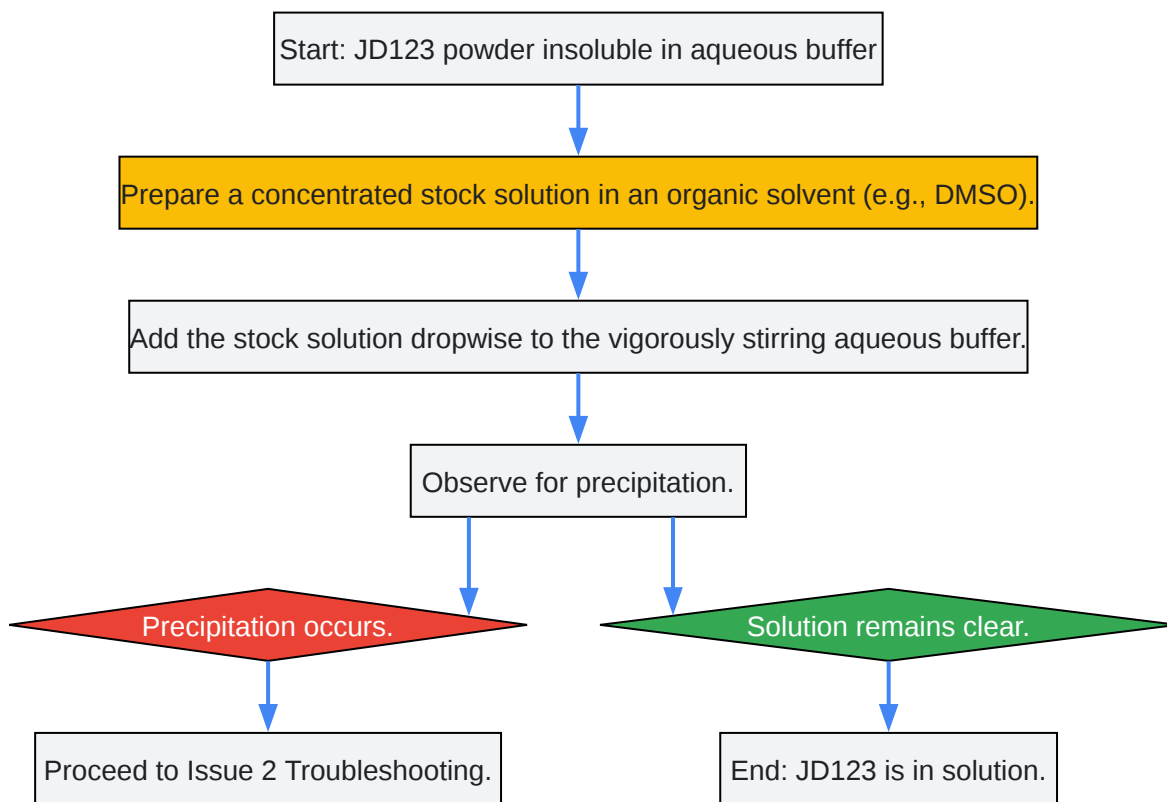 Start: JD123 powder insoluble in aqueous buffer
Prepare a concentrated stock solution in an organic solvent (e.g., DMSO).
Add the stock solution dropwise to the vigorously stirring aqueous buffer.
Observe for precipitation.
Precipitation occurs.
Solution remains clear.
Proceed to Issue 2 Troubleshooting.
End: JD123 is in solution.